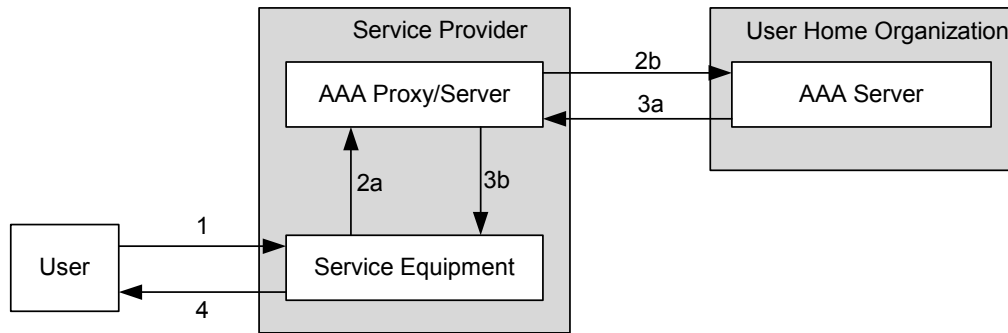 Service Provider
User Home Organization
AAA Proxy/Server
2b
AAA Server
3a
2a
3b
1
User
Service Equipment
4